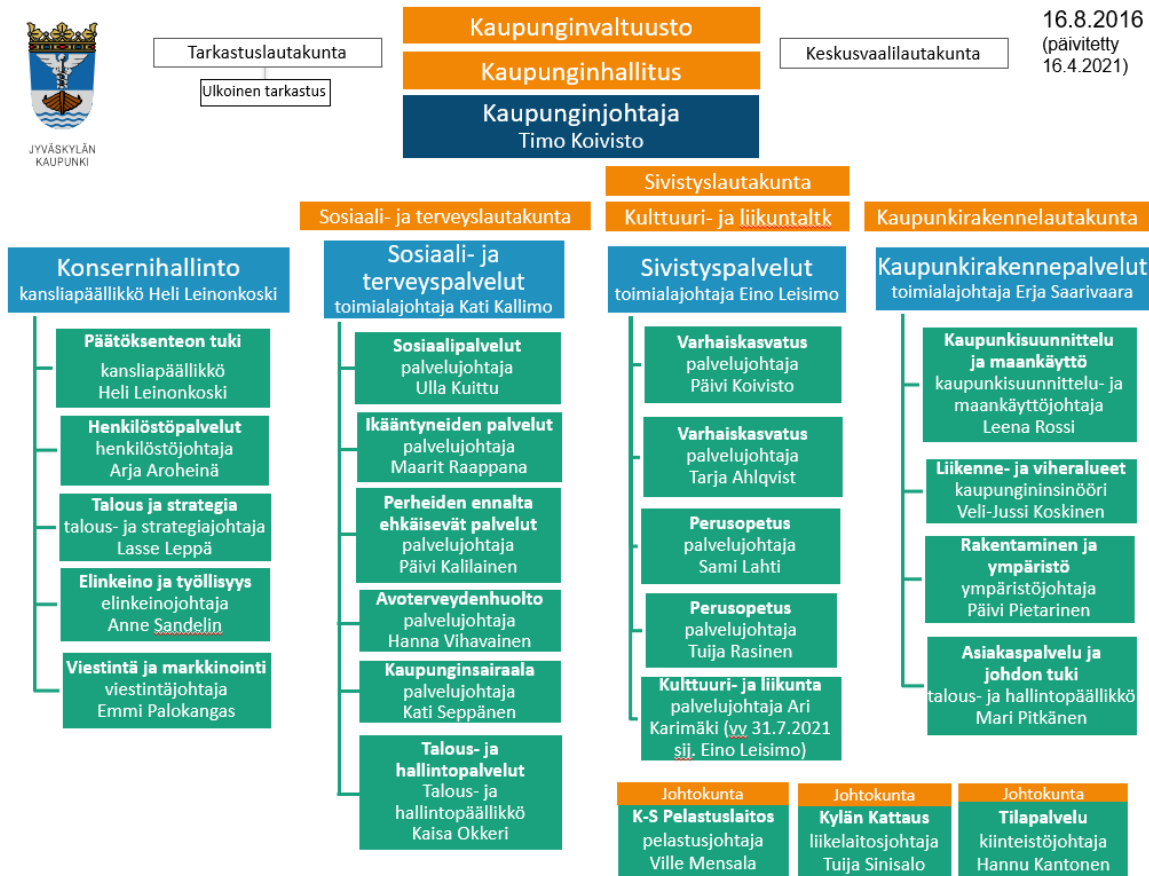 JYVÄSKYLÄN
KAUPUNKI
Tarkastuslautakunta
Ulkoinen tarkastus
Kaupunginvaltuusto
Kaupunginhallitus
Kaupunginjohtaja
Timo Koivisto
Keskusvaalilautakunta
16.8.2016
(päivitetty
16.4.2021)
Konsernihallinto
kansliapäällikkö Heli Leinonkoski
Päätöksenteon tuki
kansliapäällikkö
Heli Leinonkoski
Henkilöstöpalvelut
henkilöstöjohtaja
Arja Aroheinä
Talous ja strategia
talous- ja strategiajohtaja
Lasse Leppä
Elinkeino ja työllisyys
elinkeinojohtaja
Anne Sandelin
Viestintä ja markkinointi
viestintäjohtaja
Emmi Palokangas
Sosiaali- ja terveyslautakunta
Sosiaali- ja
terveyspalvelut
toimialajohtaja Kati Kallimo
Sosiaalipalvelut
palvelujohtaja
Ulla Kuittu
Ikääntyneiden palvelut
palvelujohtaja
Maarit Raappana
Perheiden ennalta
ehkäisevät palvelut
palvelujohtaja
Päivi Kalilainen
Avoterveydenhuolto
palvelujohtaja
Hanna Vihavainen
Kaupunginsairaala
palvelujohtaja
Kati Seppänen
Talous- ja
hallintopalvelut
Talous- ja
hallintopäällikkö
Kaisa Okkeri
Sivistyslautakunta
Kulttuuri- ja liikuntaltk
Sivistyspalvelut
toimialajohtaja Eino Leisimo
Varhaiskasvatus
palvelujohtaja
Päivi Koivisto
Varhaiskasvatus
palvelujohtaja
Tarja Ahlqvist
Perusopetus
palvelujohtaja
Sami Lahti
Perusopetus
palvelujohtaja
Tuija Rasinen
Kulttuuri- ja liikunta
palvelujohtaja Ari
Karimäki (vv 31.7.2021
sij. Eino Leisimo)
Kaupunkirakennelautakunta
Kaupunkirakennepalvelut
toimialajohtaja Erja Saarivaara
Kaupunkisuunnittelu
ja maankäyttö
kaupunkisuunnittelu- ja
maankäyttöjohtaja
Leena Rossi
Liikenne- ja viheralueet
kaupungininsinööri
Veli-Jussi Koskinen
Rakentaminen ja
ympäristö
ympäristöjohtaja
Päivi Pietarinen
Asiakaspalvelu ja
johdon tuki
talous- ja hallintopäällikkö
Mari Pitkänen
Johtokunta
K-S Pelastuslaitos
pelastusjohtaja
Ville Mensala
Johtokunta
Kylän Kattaus
liikelaitosjohtaja
Tuija Sinisalo
Johtokunta
Tilapalvelu
kiinteistöjohtaja
Hannu Kantonen